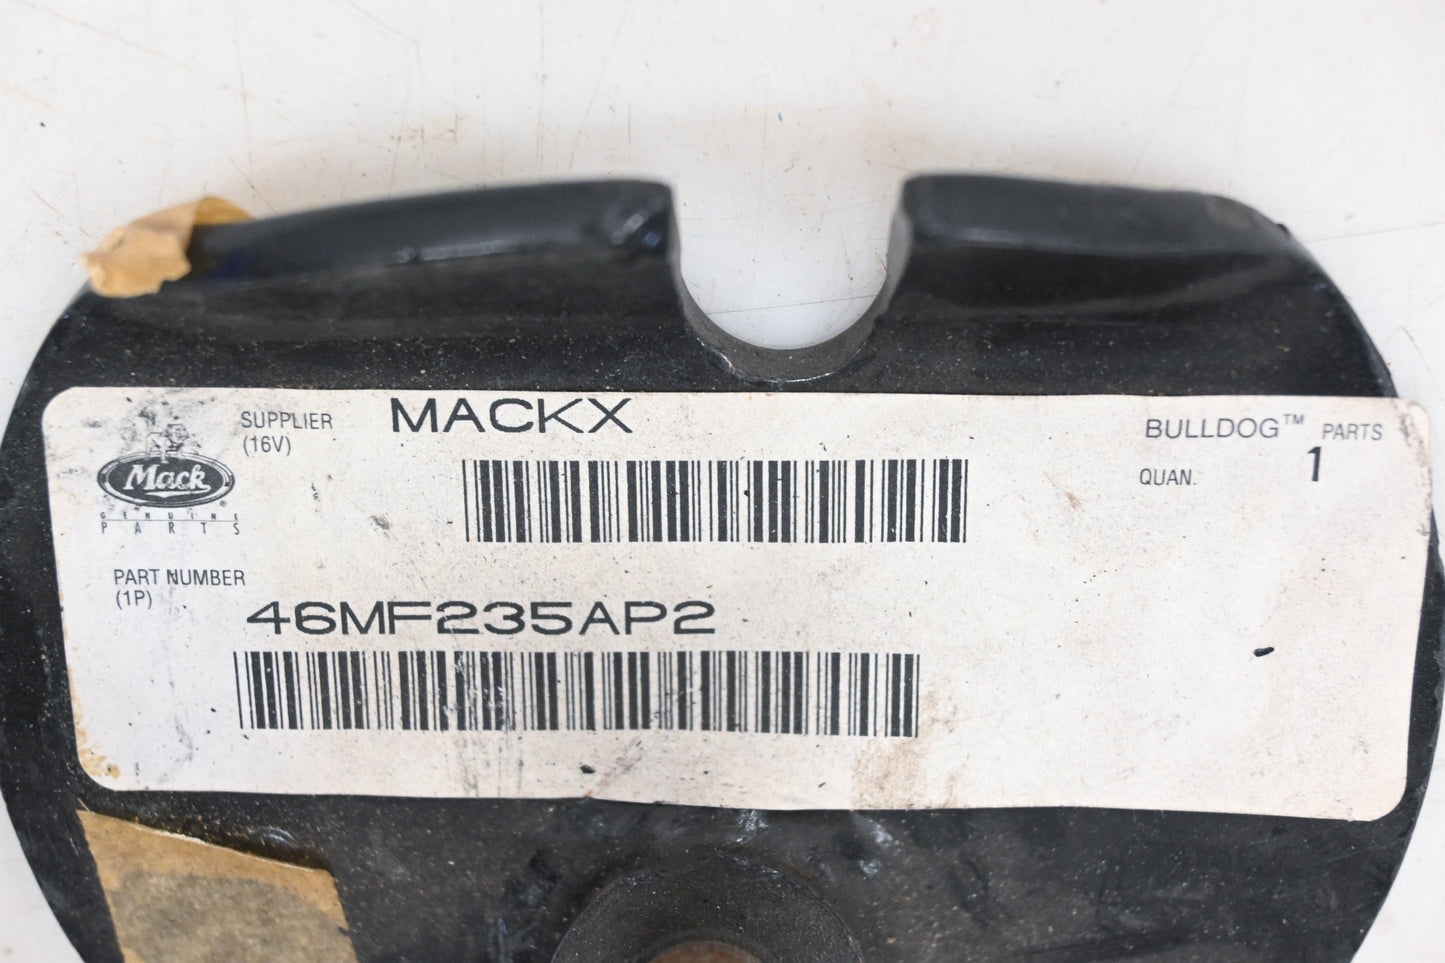 SUPPLIER
(16V)
MACKX
BULLDOG™ PARTS
QUAN. 1
Mack®
GENUINE
PARTS
PART NUMBER
(1P)
46MF235AP2